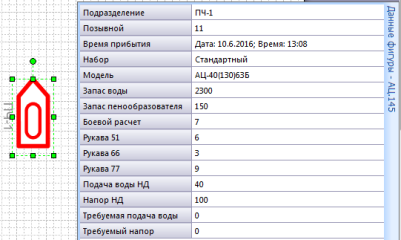 Подразделение ПЧ-1
Позывной 11
Время прибытия Дата: 10.6.2016; Время: 13:08
Набор Стандартный
Модель АЦ-40(130)63Б
Запас воды 2300
Запас пенообразователя 150
Боевой расчет 7
Рукава 51 6
Рукава 66 3
Рукава 77 9
Подача воды НД 40
Напор НД 100
Требуемая подача воды 0
Требуемый напор 0
Данные Фигуры - АЦ.145